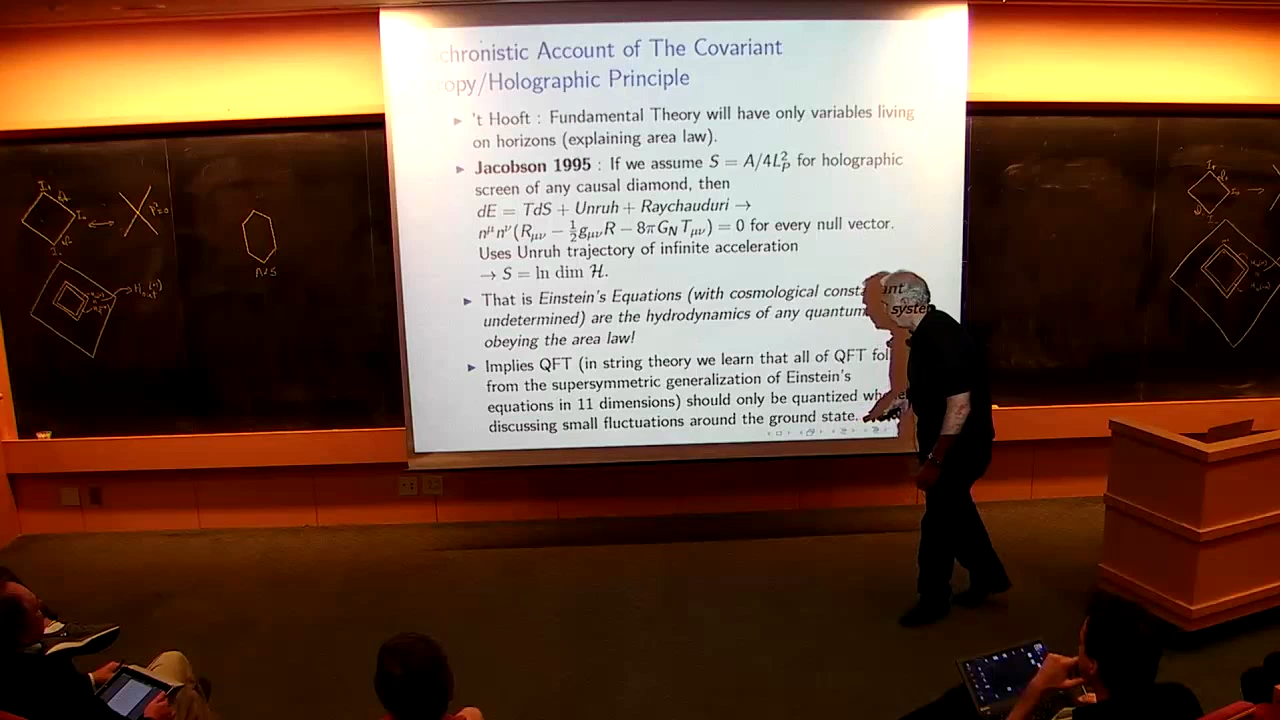 chronistic Account of The Covariant
opy/Holographic Principle
▶ 't Hooft : Fundamental Theory will have only variables living
on horizons (explaining area law).
▶ Jacobson 1995 : If we assume S = A/4L_P^2 for holographic
screen of any causal diamond, then
dE = TdS + Unruh + Raychauduri →
n^μ n^ν (R_μν − ½g_μν R − 8πG_N T_μν) = 0 for every null vector.
Uses Unruh trajectory of infinite acceleration
→ S = ln dim ℋ.
▶ That is Einstein's Equations (with cosmological constant
undetermined) are the hydrodynamics of any quantum system
obeying the area law!
▶ Implies QFT (in string theory we learn that all of QFT fol
from the supersymmetric generalization of Einstein's
equations in 11 dimensions) should only be quantized wh
discussing small fluctuations around the ground state.
AdS